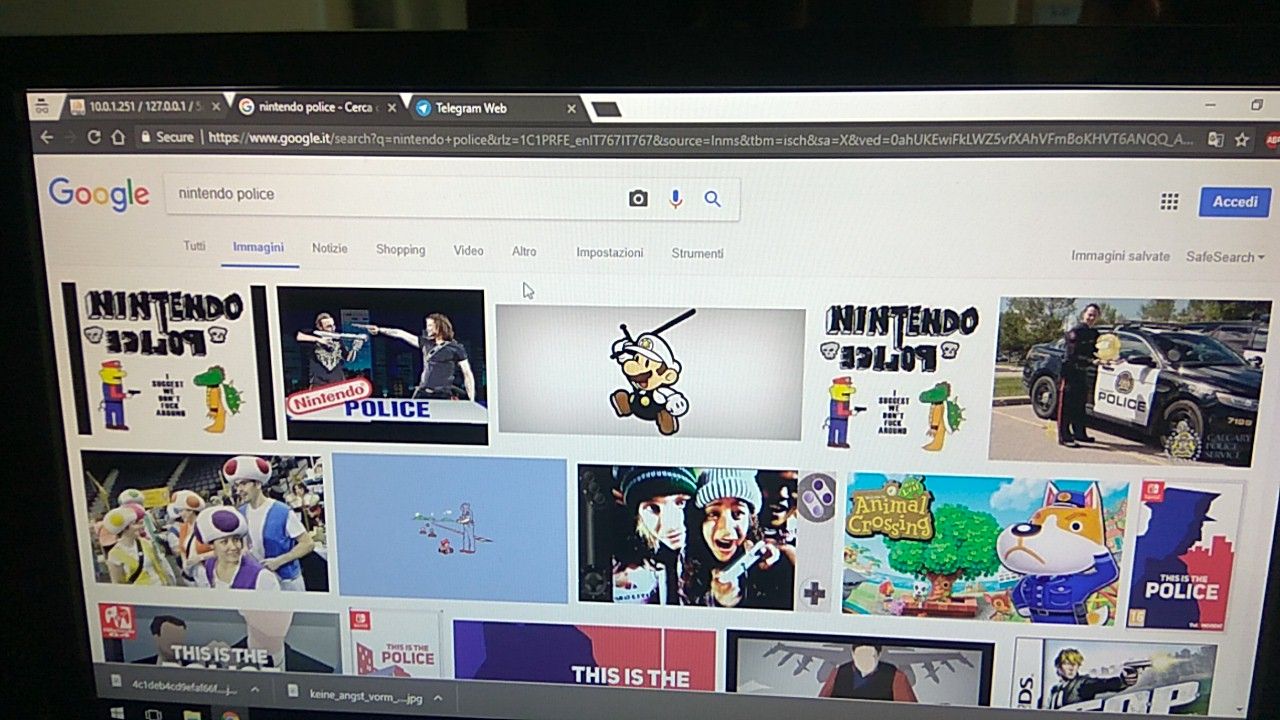 10.0.1.251 / 127.0.0.1 / 5
nintendo police - Cerca
Telegram Web
Secure | https://www.google.it/search?q=nintendo+police&rlz=1C1PRFE_enIT767IT767&source=lnms&tbm=isch&sa=X&ved=0ahUKEwiFkLWZ5vfXAhVFmBoKHVT6ANQQ_A...
Google
nintendo police
Accedi
Tutti Immagini Notizie Shopping Video Altro Impostazioni Strumenti
Immagini salvate SafeSearch
NINTENDO
POLICE
I
SUGGEST
WE
DON'T
FUCK
AROUND
Nintendo
POLICE
NINTENDO
POLICE
I
SUGGEST
WE
DON'T
FUCK
AROUND
POLICE
7199
CALGARY
POLICE
SERVICE
Animal
Crossing
THIS IS THE
POLICE
THIS IS THE
THIS IS THE
POLICE
THIS IS THE
DS
4c1deb4cd9efaf66f....j...
keine_angst_vorm_....jpg